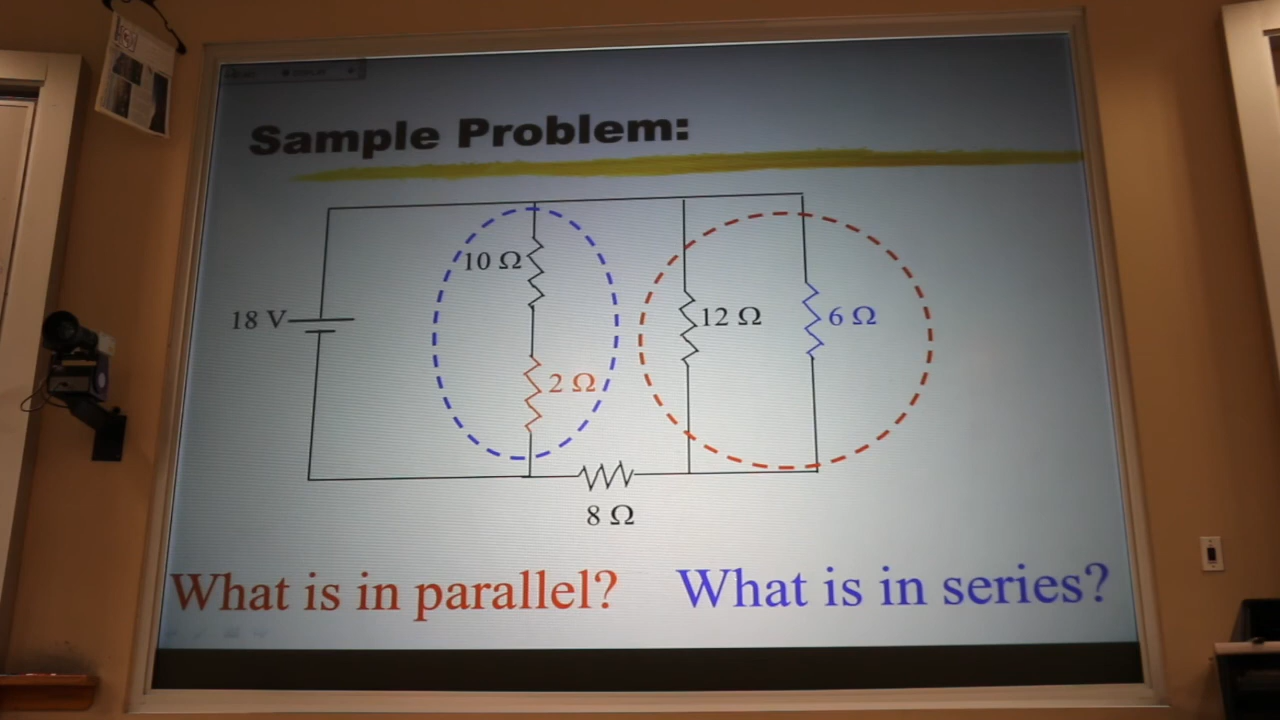 Sample Problem:
10 Ω
18 V
12 Ω
6 Ω
2 Ω
8 Ω
What is in parallel? What is in series?